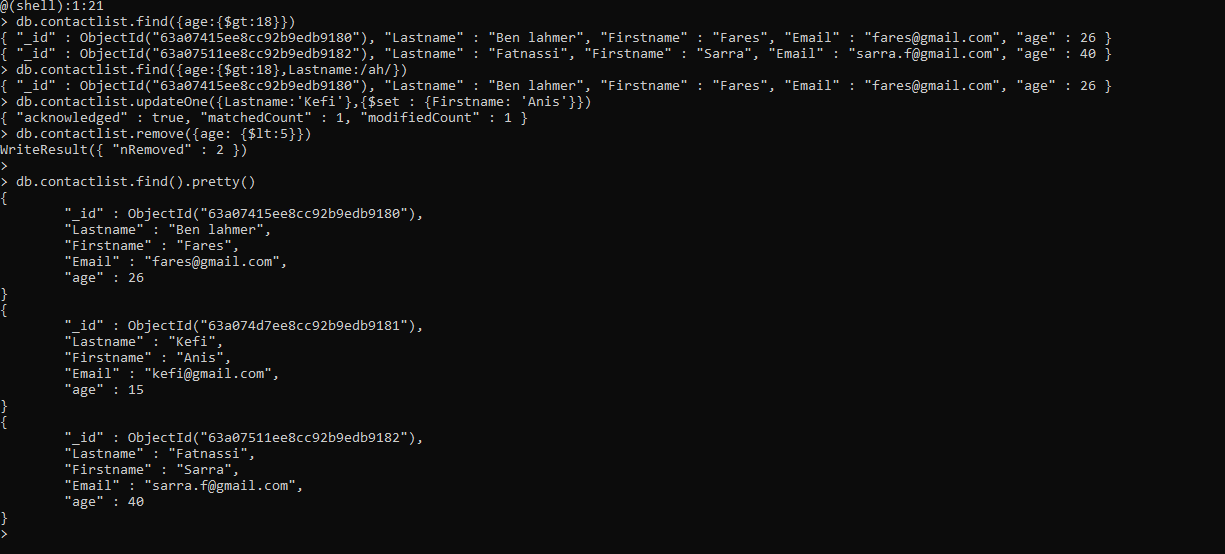 @(shell):1:21
> db.contactlist.find({age:{$gt:18}})
{ "_id" : ObjectId("63a07415ee8cc92b9edb9180"), "Lastname" : "Ben lahmer", "Firstname" : "Fares", "Email" : "fares@gmail.com", "age" : 26 }
{ "_id" : ObjectId("63a07511ee8cc92b9edb9182"), "Lastname" : "Fatnassi", "Firstname" : "Sarra", "Email" : "sarra.f@gmail.com", "age" : 40 }
> db.contactlist.find({age:{$gt:18},Lastname:/ah/})
{ "_id" : ObjectId("63a07415ee8cc92b9edb9180"), "Lastname" : "Ben lahmer", "Firstname" : "Fares", "Email" : "fares@gmail.com", "age" : 26 }
> db.contactlist.updateOne({Lastname:'Kefi'},{$set : {Firstname: 'Anis'}})
{ "acknowledged" : true, "matchedCount" : 1, "modifiedCount" : 1 }
> db.contactlist.remove({age: {$lt:5}})
WriteResult({ "nRemoved" : 2 })
>
> db.contactlist.find().pretty()
{
        "_id" : ObjectId("63a07415ee8cc92b9edb9180"),
        "Lastname" : "Ben lahmer",
        "Firstname" : "Fares",
        "Email" : "fares@gmail.com",
        "age" : 26
}
{
        "_id" : ObjectId("63a074d7ee8cc92b9edb9181"),
        "Lastname" : "Kefi",
        "Firstname" : "Anis",
        "Email" : "kefi@gmail.com",
        "age" : 15
}
{
        "_id" : ObjectId("63a07511ee8cc92b9edb9182"),
        "Lastname" : "Fatnassi",
        "Firstname" : "Sarra",
        "Email" : "sarra.f@gmail.com",
        "age" : 40
}
>